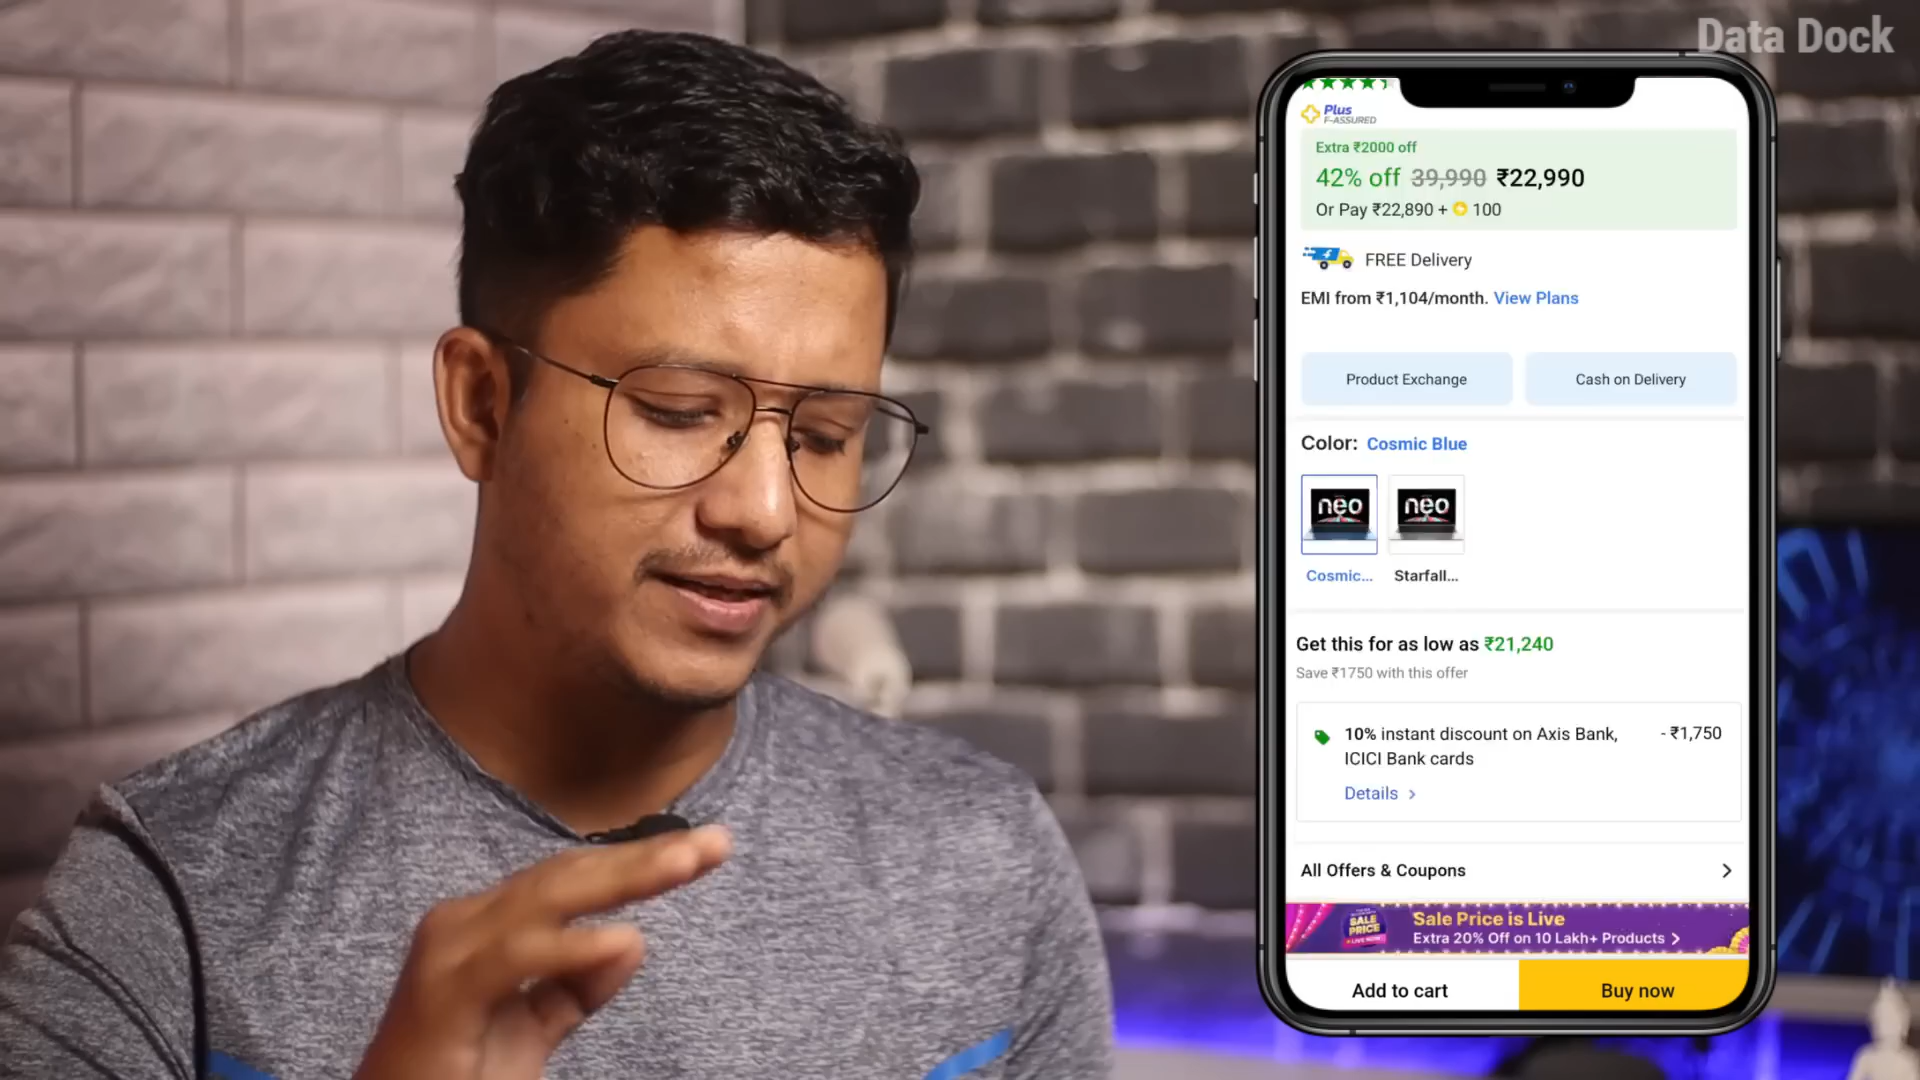 Data Dock
Plus
F-ASSURED
Extra ₹2000 off
42% off 39,990 ₹22,990
Or Pay ₹22,890 + 100
FREE Delivery
EMI from ₹1,104/month. View Plans
Product Exchange
Cash on Delivery
Color: Cosmic Blue
neo
neo
Cosmic...
Starfall...
Get this for as low as ₹21,240
Save ₹1750 with this offer
10% instant discount on Axis Bank, - ₹1,750
ICICI Bank cards
Details >
All Offers & Coupons
SALE
PRICE
LIVE NOW
Sale Price is Live
Extra 20% Off on 10 Lakh+ Products >
Add to cart
Buy now